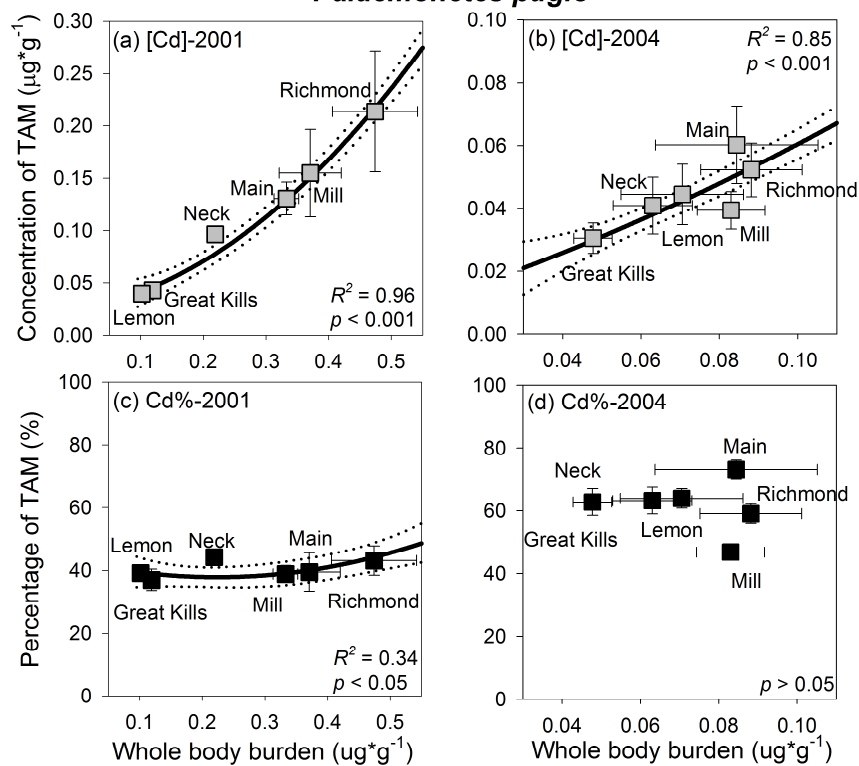 (a) [Cd]-2001
Concentration of TAM (μg*g-1)
0.30
0.25
0.20
0.15
0.10
0.05
0.00
Richmond
Main
Mill
Neck
Great Kills
Lemon
R2 = 0.96
p < 0.001
0.1 0.2 0.3 0.4 0.5
(b) [Cd]-2004
R2 = 0.85
p < 0.001
0.10
0.08
0.06
0.04
0.02
0.00
Main
Neck
Richmond
Lemon
Mill
Great Kills
0.04 0.06 0.08 0.10
(c) Cd%-2001
Percentage of TAM (%)
100
80
60
40
20
0
Lemon
Neck
Main
Great Kills
Mill
Richmond
R2 = 0.34
p < 0.05
0.1 0.2 0.3 0.4 0.5
Whole body burden (ug*g-1)
(d) Cd%-2004
100
80
60
40
20
0
Main
Neck
Richmond
Great Kills
Lemon
Mill
p > 0.05
0.04 0.06 0.08 0.10
Whole body burden (ug*g-1)